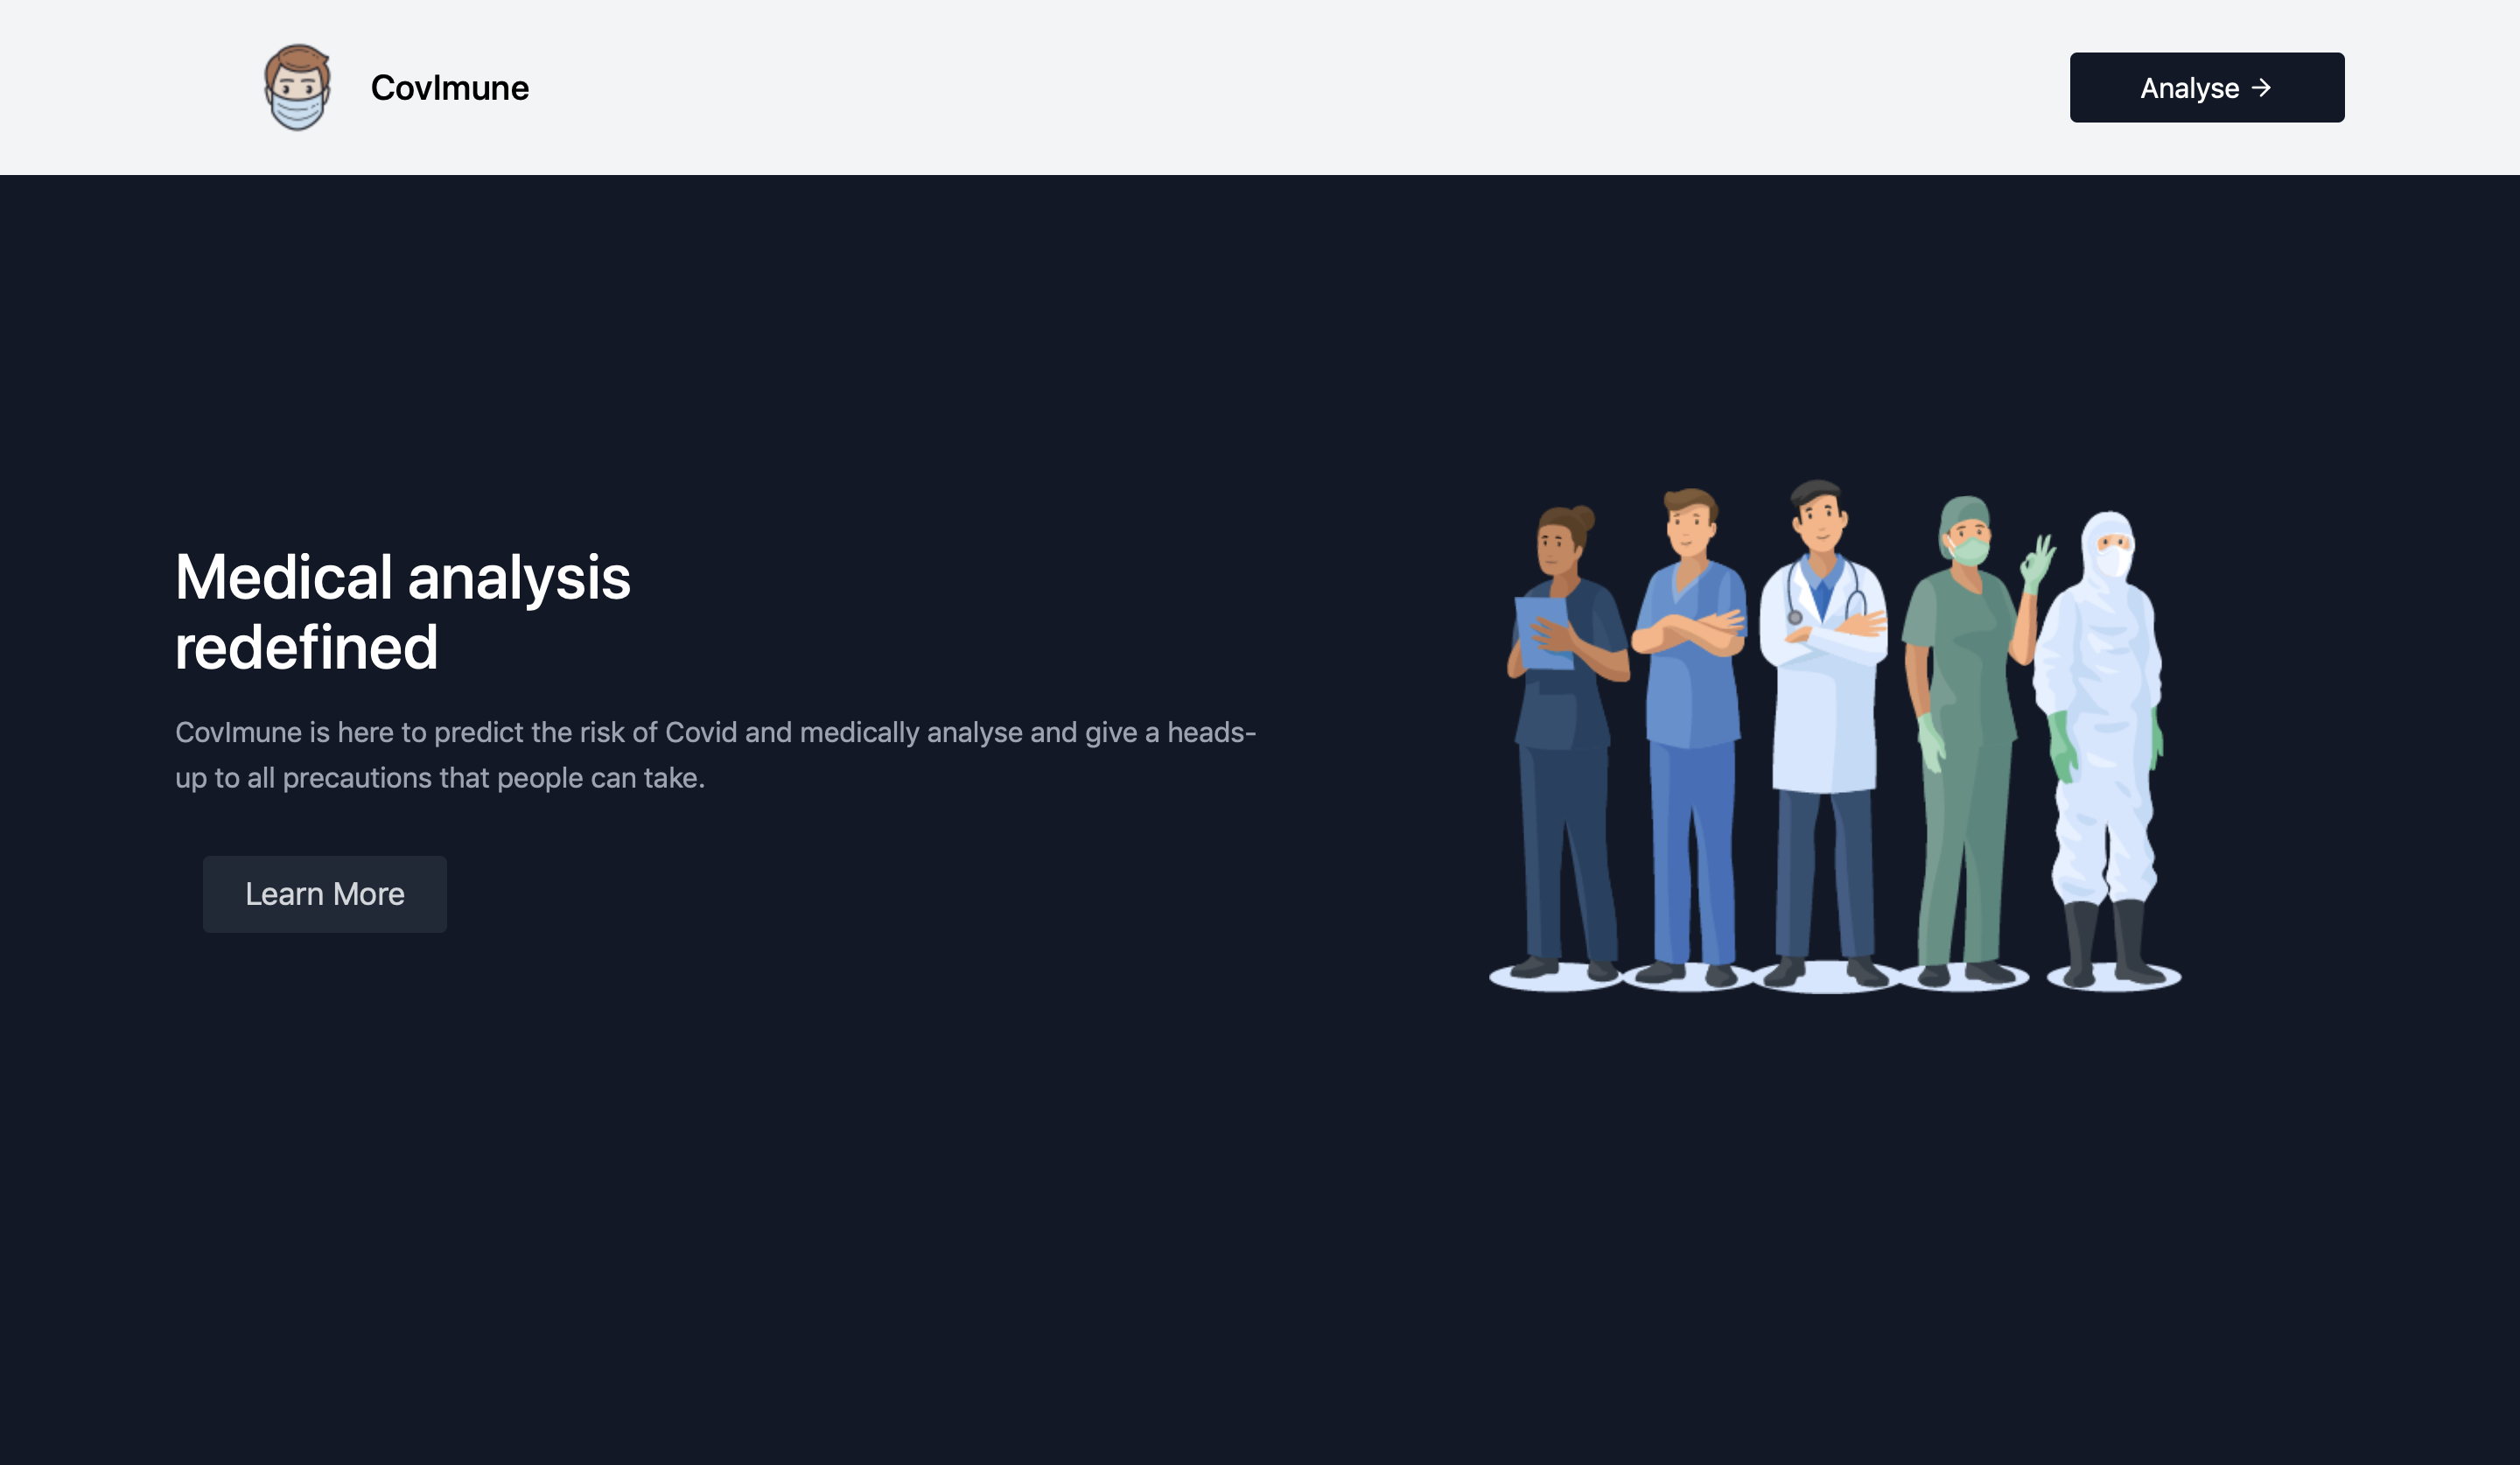 CovImune
Analyse →
Medical analysis
redefined
CovImune is here to predict the risk of Covid and medically analyse and give a heads-
up to all precautions that people can take.
Learn More